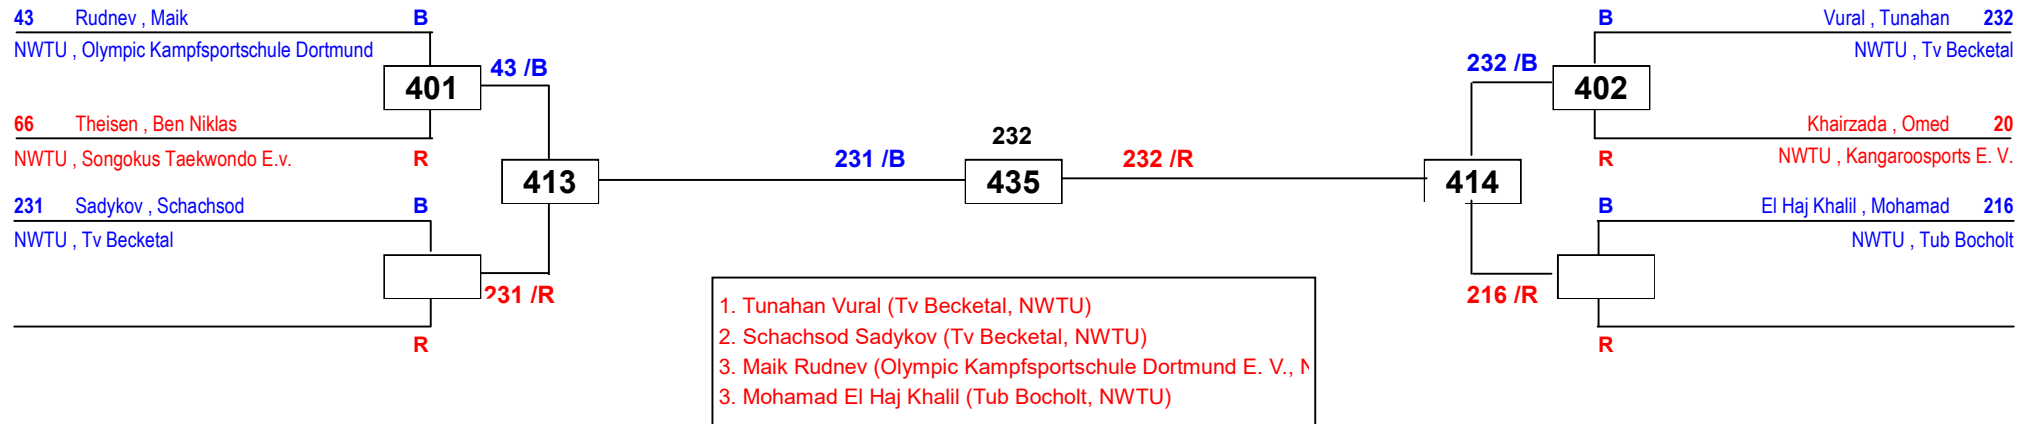 43 Rudnev , Maik B
NWTU , Olympic Kampfsportschule Dortmund
401
43 /B
66 Theisen , Ben Niklas
NWTU , Songokus Taekwondo E.v. R
413
231 Sadykov , Schachsod B
NWTU , Tv Becketal
231 /R
R
231 /B
232
435
232 /R
B Vural , Tunahan 232
NWTU , Tv Becketal
232 /B
402
Khairzada , Omed 20
R NWTU , Kangaroosports E. V.
414
B El Haj Khalil , Mohamad 216
NWTU , Tub Bocholt
216 /R
R
1. Tunahan Vural (Tv Becketal, NWTU)
2. Schachsod Sadykov (Tv Becketal, NWTU)
3. Maik Rudnev (Olympic Kampfsportschule Dortmund E. V., N
3. Mohamad El Haj Khalil (Tub Bocholt, NWTU)